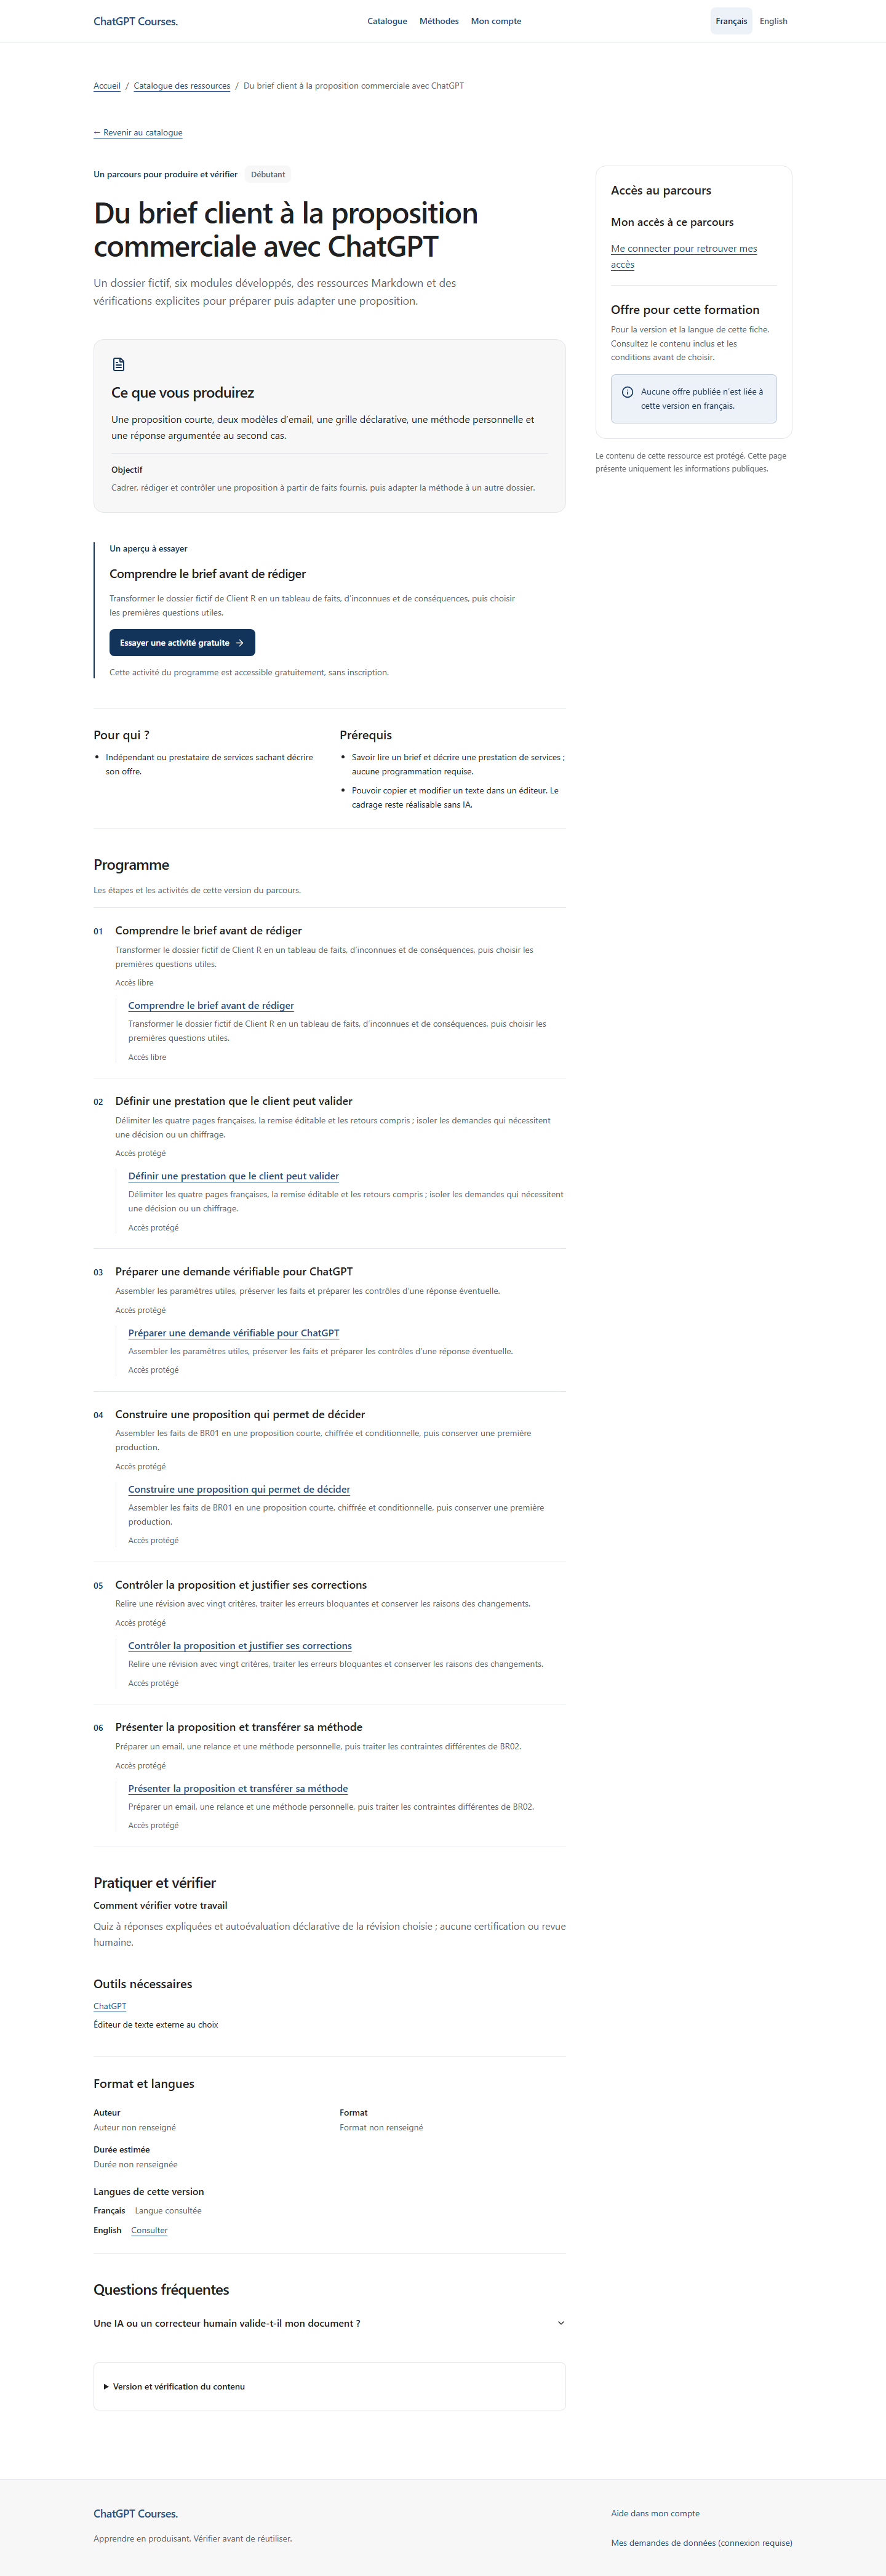 ChatGPT Courses.
Catalogue
Méthodes
Mon compte
Français
English
Accueil / Catalogue des ressources / Du brief client à la proposition commerciale avec ChatGPT
← Revenir au catalogue
Un parcours pour produire et vérifier
Débutant
Du brief client à la proposition
commerciale avec ChatGPT
Un dossier fictif, six modules développés, des ressources Markdown et des
vérifications explicites pour préparer puis adapter une proposition.
Ce que vous produirez
Une proposition courte, deux modèles d’email, une grille déclarative, une méthode personnelle et
une réponse argumentée au second cas.
Objectif
Cadrer, rédiger et contrôler une proposition à partir de faits fournis, puis adapter la méthode à un autre dossier.
Un aperçu à essayer
Comprendre le brief avant de rédiger
Transformer le dossier fictif de Client R en un tableau de faits, d’inconnues et de conséquences, puis choisir
les premières questions utiles.
Essayer une activité gratuite →
Cette activité du programme est accessible gratuitement, sans inscription.
Pour qui ?
• Indépendant ou prestataire de services sachant décrire
son offre.
Prérequis
• Savoir lire un brief et décrire une prestation de services ;
aucune programmation requise.
• Pouvoir copier et modifier un texte dans un éditeur. Le
cadrage reste réalisable sans IA.
Programme
Les étapes et les activités de cette version du parcours.
01 Comprendre le brief avant de rédiger
Transformer le dossier fictif de Client R en un tableau de faits, d’inconnues et de conséquences, puis choisir les
premières questions utiles.
Accès libre
Comprendre le brief avant de rédiger
Transformer le dossier fictif de Client R en un tableau de faits, d’inconnues et de conséquences, puis choisir les
premières questions utiles.
Accès libre
02 Définir une prestation que le client peut valider
Délimiter les quatre pages françaises, la remise éditable et les retours compris ; isoler les demandes qui nécessitent
une décision ou un chiffrage.
Accès protégé
Définir une prestation que le client peut valider
Délimiter les quatre pages françaises, la remise éditable et les retours compris ; isoler les demandes qui nécessitent
une décision ou un chiffrage.
Accès protégé
03 Préparer une demande vérifiable pour ChatGPT
Assembler les paramètres utiles, préserver les faits et préparer les contrôles d’une réponse éventuelle.
Accès protégé
Préparer une demande vérifiable pour ChatGPT
Assembler les paramètres utiles, préserver les faits et préparer les contrôles d’une réponse éventuelle.
Accès protégé
04 Construire une proposition qui permet de décider
Assembler les faits de BR01 en une proposition courte, chiffrée et conditionnelle, puis conserver une première
production.
Accès protégé
Construire une proposition qui permet de décider
Assembler les faits de BR01 en une proposition courte, chiffrée et conditionnelle, puis conserver une première
production.
Accès protégé
05 Contrôler la proposition et justifier ses corrections
Relire une révision avec vingt critères, traiter les erreurs bloquantes et conserver les raisons des changements.
Accès protégé
Contrôler la proposition et justifier ses corrections
Relire une révision avec vingt critères, traiter les erreurs bloquantes et conserver les raisons des changements.
Accès protégé
06 Présenter la proposition et transférer sa méthode
Préparer un email, une relance et une méthode personnelle, puis traiter les contraintes différentes de BR02.
Accès protégé
Présenter la proposition et transférer sa méthode
Préparer un email, une relance et une méthode personnelle, puis traiter les contraintes différentes de BR02.
Accès protégé
Pratiquer et vérifier
Comment vérifier votre travail
Quiz à réponses expliquées et autoévaluation déclarative de la révision choisie ; aucune certification ou revue
humaine.
Outils nécessaires
ChatGPT
Éditeur de texte externe au choix
Format et langues
Auteur
Auteur non renseigné
Format
Format non renseigné
Durée estimée
Durée non renseignée
Langues de cette version
Français Langue consultée
English Consulter
Questions fréquentes
Une IA ou un correcteur humain valide-t-il mon document ?
Version et vérification du contenu
Accès au parcours
Mon accès à ce parcours
Me connecter pour retrouver mes
accès
Offre pour cette formation
Pour la version et la langue de cette fiche.
Consultez le contenu inclus et les
conditions avant de choisir.
Aucune offre publiée n’est liée à
cette version en français.
Le contenu de cette ressource est protégé. Cette page
présente uniquement les informations publiques.
ChatGPT Courses.
Apprendre en produisant. Vérifier avant de réutiliser.
Aide dans mon compte
Mes demandes de données (connexion requise)